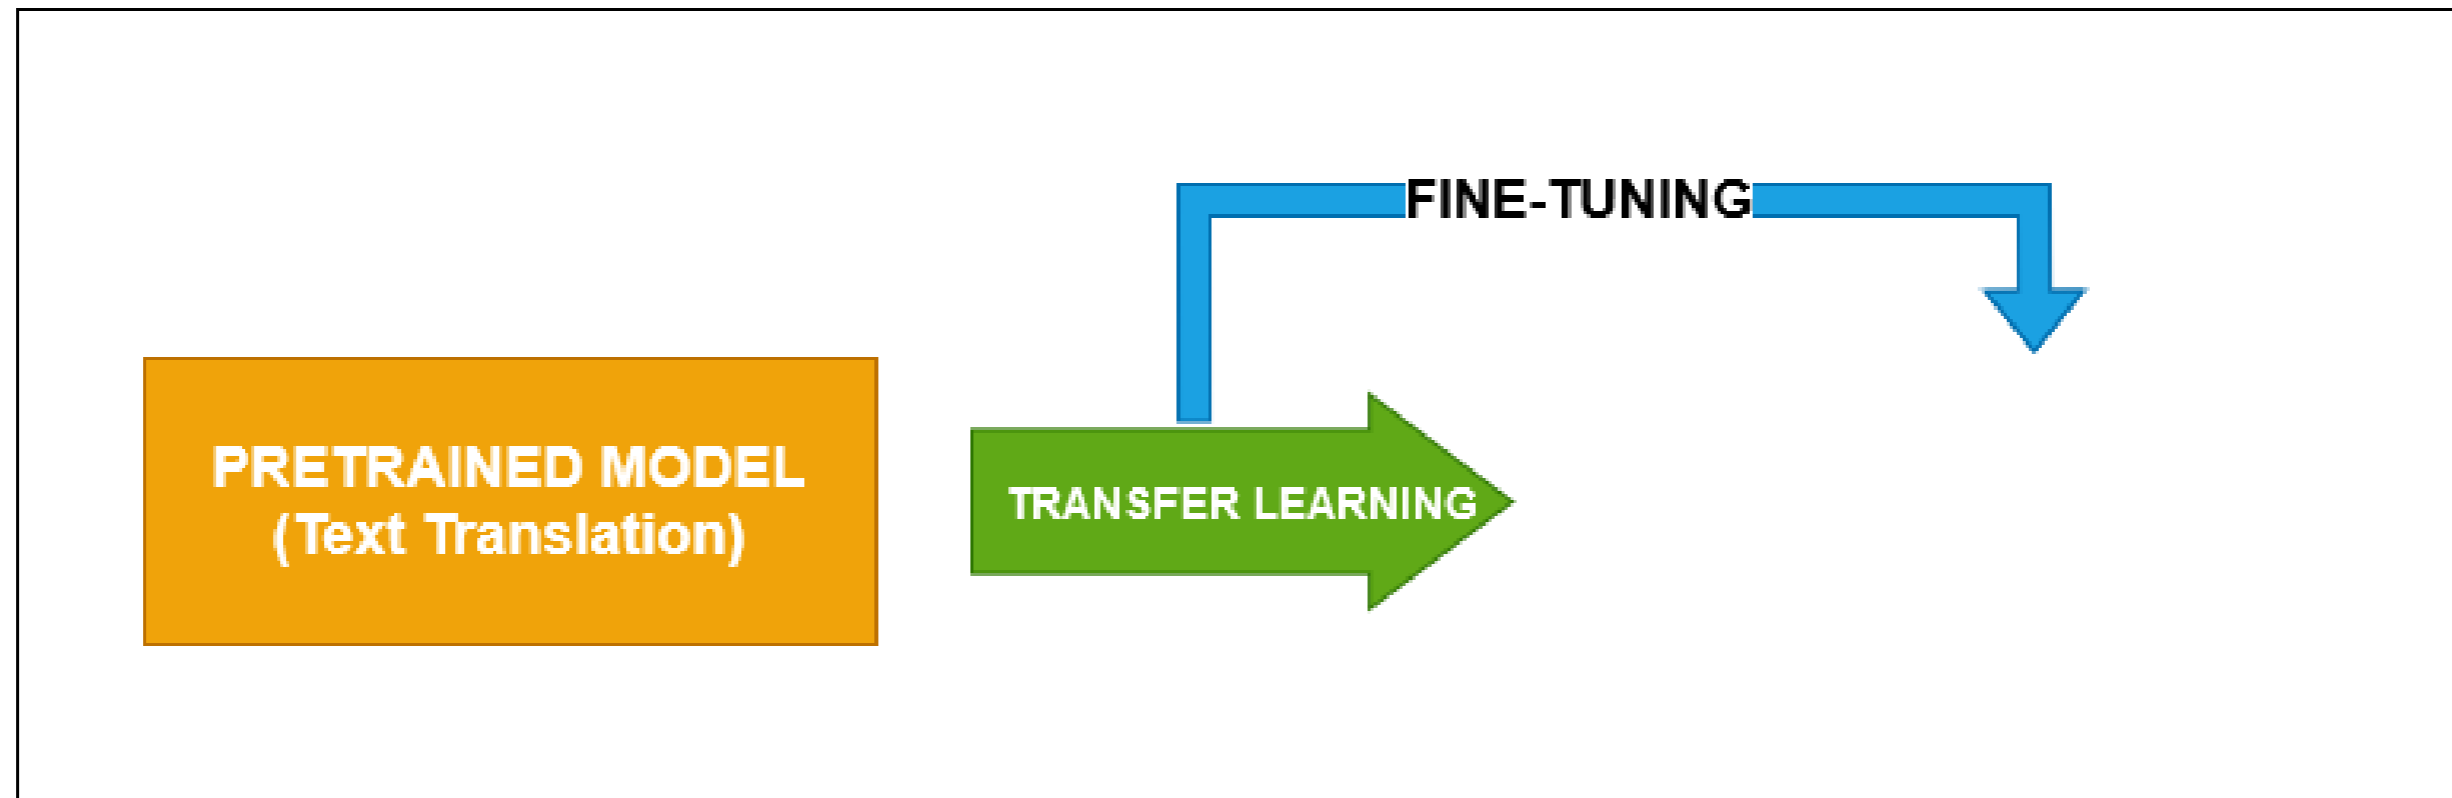 FINE-TUNING
PRETRAINED MODEL
(Text Translation)
TRANSFER LEARNING